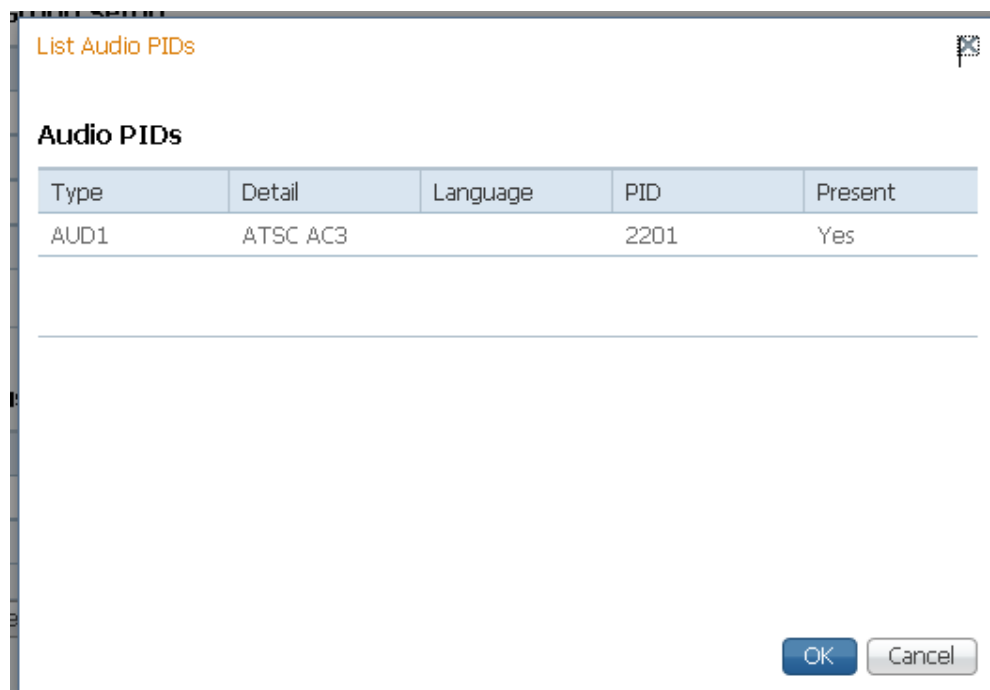 List Audio PIDs
Audio PIDs
Type Detail Language PID Present
AUD1 ATSC AC3 2201 Yes
OK Cancel